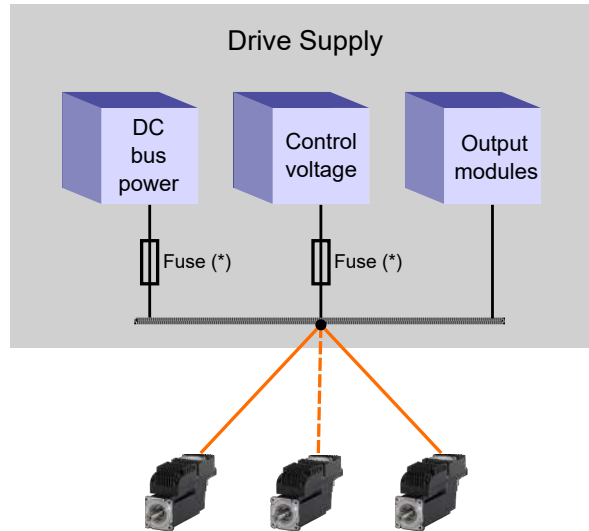 Drive Supply
DC
bus
power
Control
voltage
Output
modules
Fuse (*)
Fuse (*)